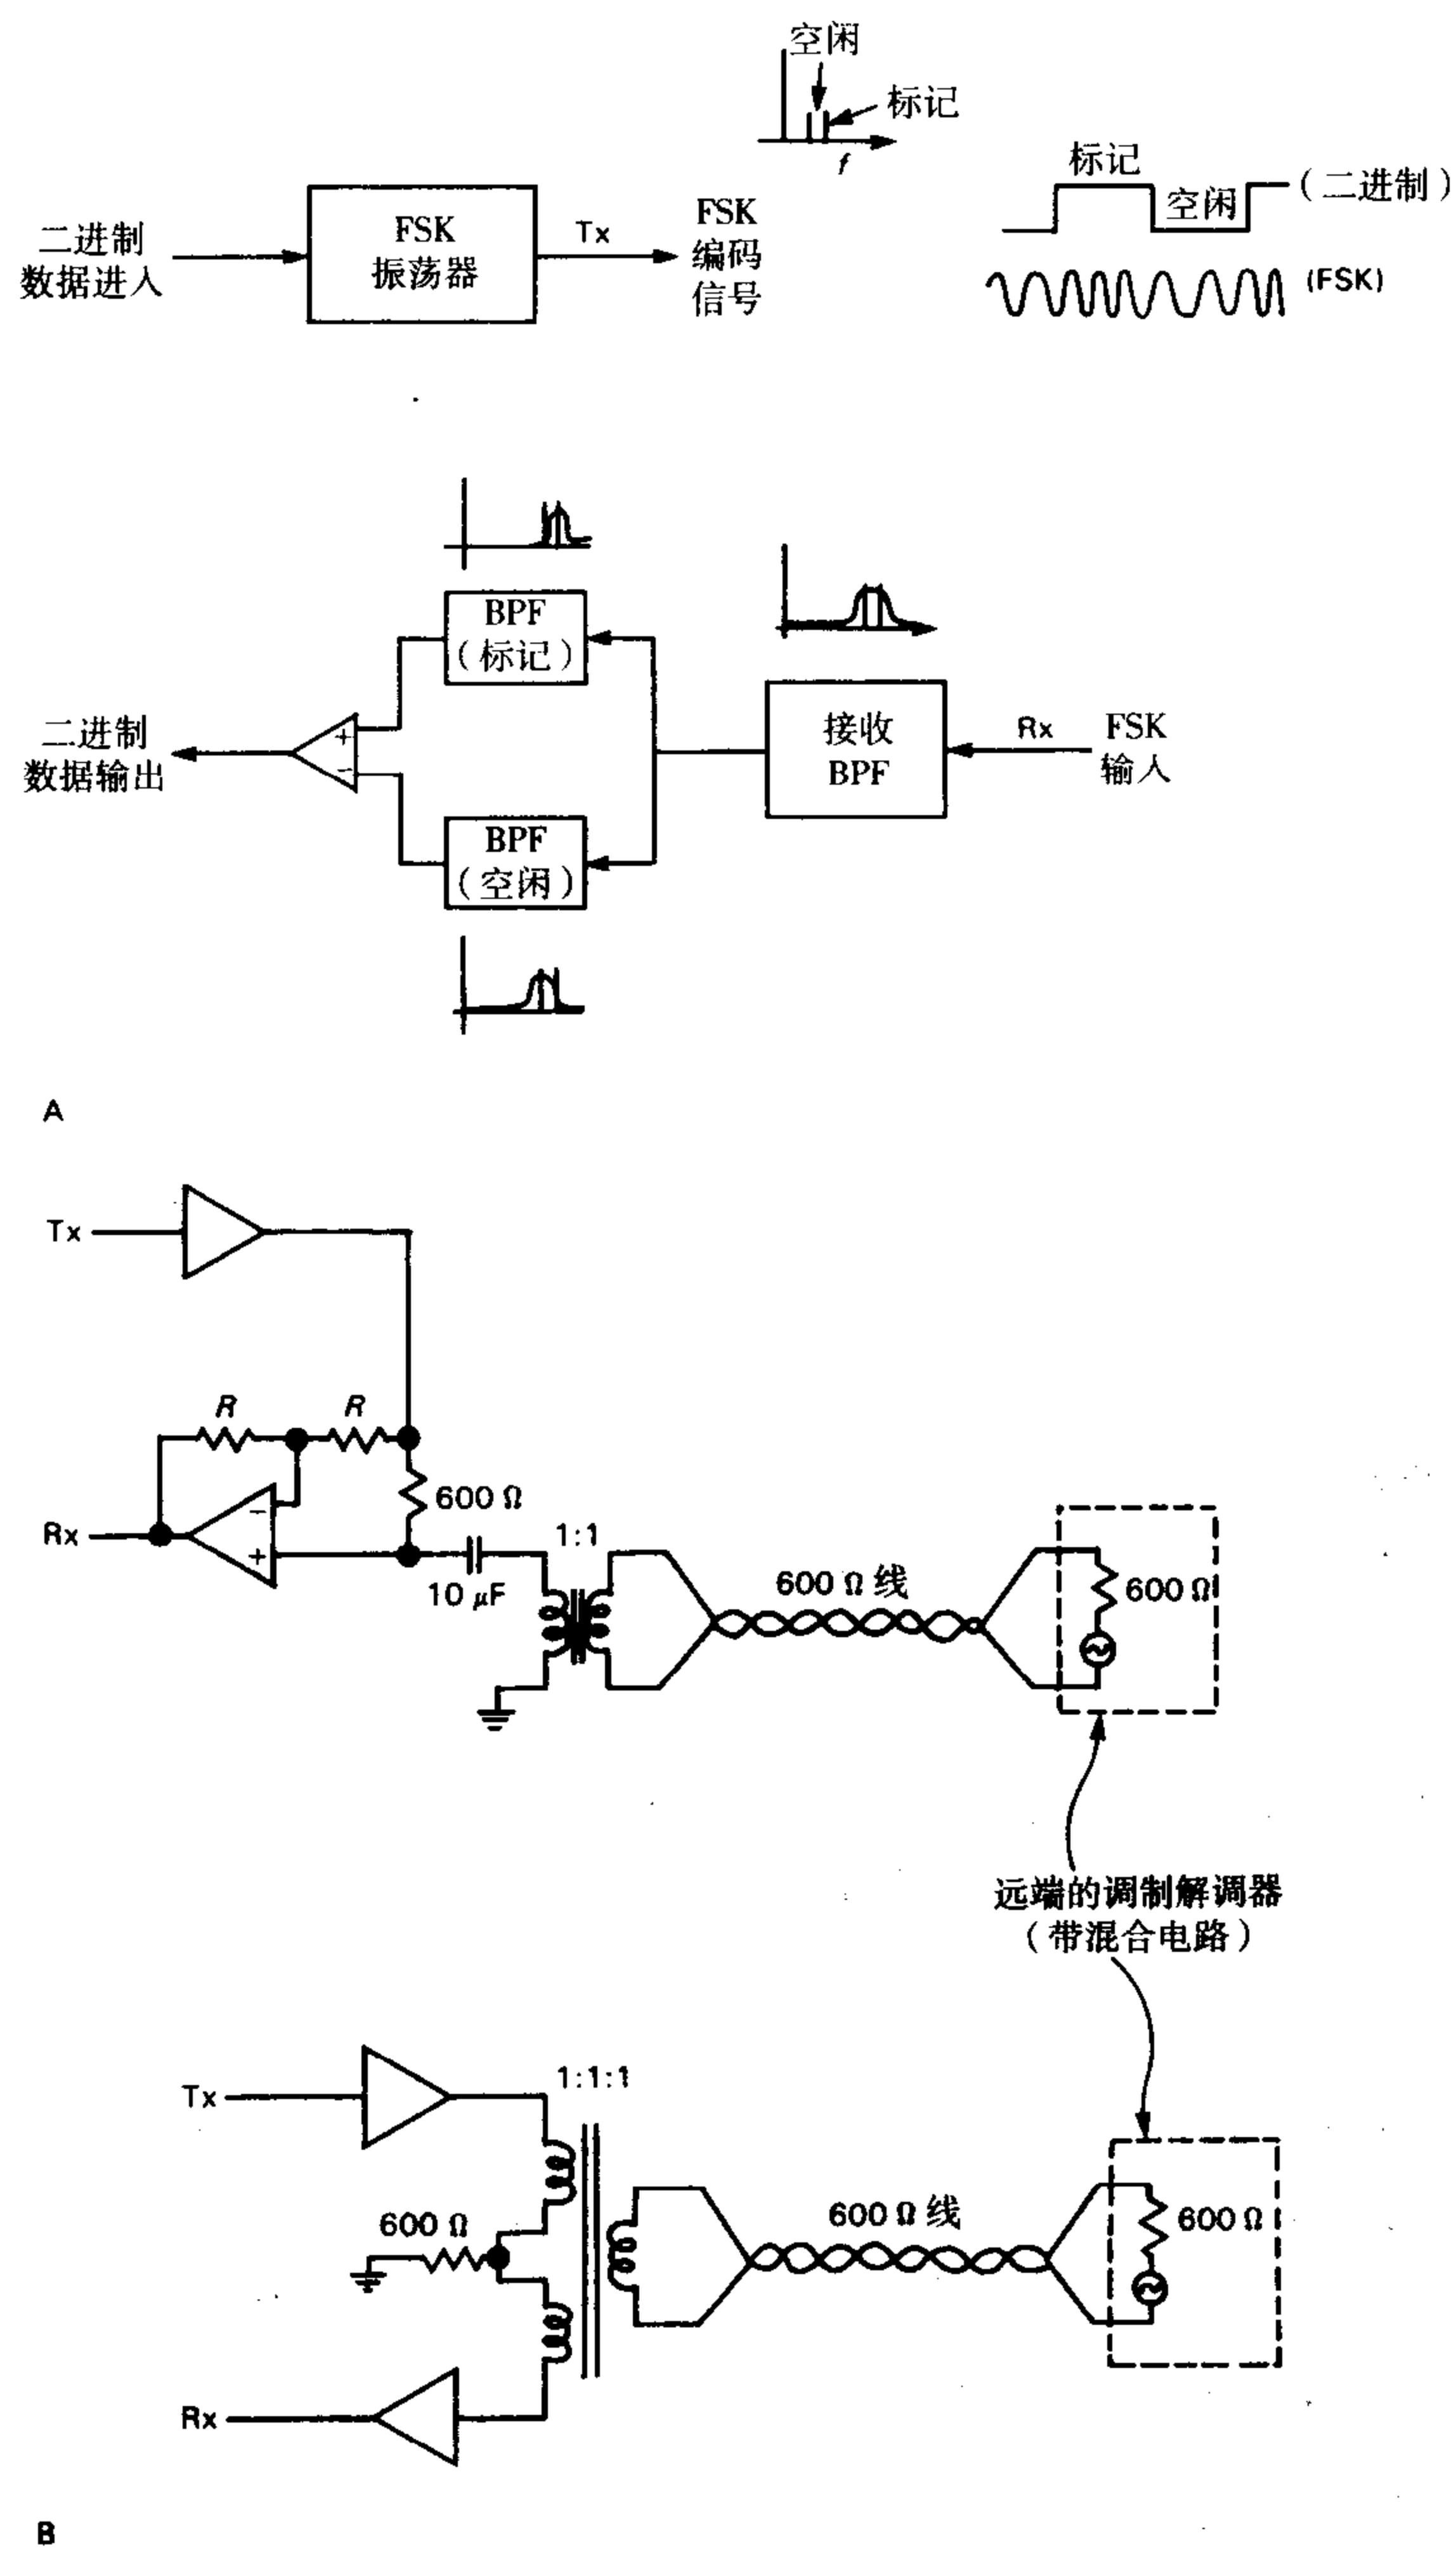 空闲
标记
f
标记
空闲
(二进制)
(FSK)
二进制
数据进入
FSK
振荡器
Tx
FSK
编码
信号
BPF
(标记)
+
−
二进制
数据输出
BPF
(空闲)
接收
BPF
Rx
FSK
输入
A
Tx
R
R
600 Ω
−
+
Rx
10 μF
1:1
600 Ω 线
600 Ω
远端的调制解调器
(带混合电路)
Tx
1:1:1
600 Ω
600 Ω 线
600 Ω
Rx
B